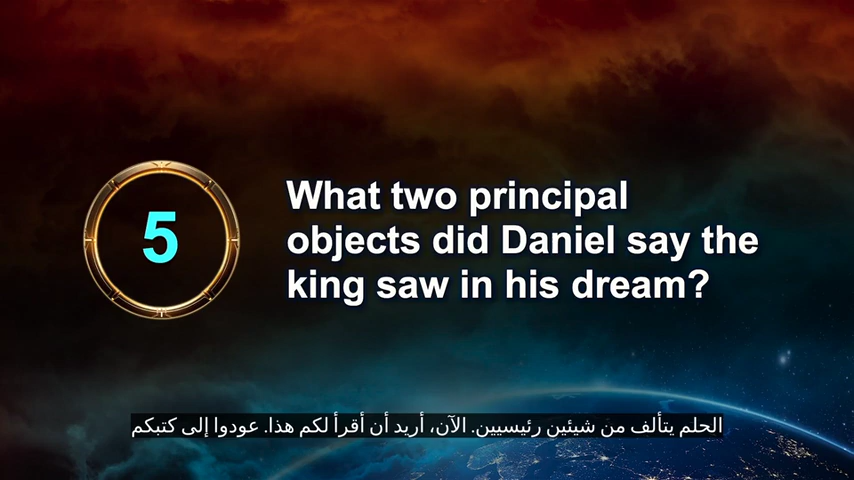 5
What two principal
objects did Daniel say the
king saw in his dream?
الحلم يتألف من شيئين رئيسيين. الآن، أريد أن أقرأ لكم هذا. عودوا إلى كتبكم